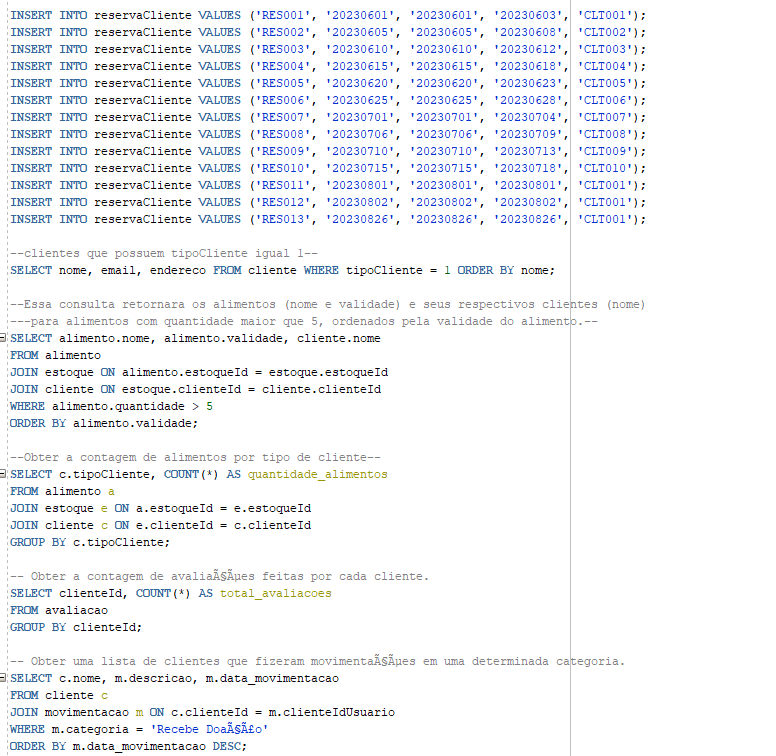 INSERT INTO reservaCliente VALUES ('RES001', '20230601', '20230601', '20230603', 'CLT001');
INSERT INTO reservaCliente VALUES ('RES002', '20230605', '20230605', '20230608', 'CLT002');
INSERT INTO reservaCliente VALUES ('RES003', '20230610', '20230610', '20230612', 'CLT003');
INSERT INTO reservaCliente VALUES ('RES004', '20230615', '20230615', '20230618', 'CLT004');
INSERT INTO reservaCliente VALUES ('RES005', '20230620', '20230620', '20230623', 'CLT005');
INSERT INTO reservaCliente VALUES ('RES006', '20230625', '20230625', '20230628', 'CLT006');
INSERT INTO reservaCliente VALUES ('RES007', '20230701', '20230701', '20230704', 'CLT007');
INSERT INTO reservaCliente VALUES ('RES008', '20230706', '20230706', '20230709', 'CLT008');
INSERT INTO reservaCliente VALUES ('RES009', '20230710', '20230710', '20230713', 'CLT009');
INSERT INTO reservaCliente VALUES ('RES010', '20230715', '20230715', '20230718', 'CLT010');
INSERT INTO reservaCliente VALUES ('RES011', '20230801', '20230801', '20230801', 'CLT001');
INSERT INTO reservaCliente VALUES ('RES012', '20230802', '20230802', '20230802', 'CLT001');
INSERT INTO reservaCliente VALUES ('RES013', '20230826', '20230826', '20230826', 'CLT001');
--clientes que possuem tipoCliente igual 1--
SELECT nome, email, endereco FROM cliente WHERE tipoCliente = 1 ORDER BY nome;
--Essa consulta retornara os alimentos (nome e validade) e seus respectivos clientes (nome)
---para alimentos com quantidade maior que 5, ordenados pela validade do alimento.--
SELECT alimento.nome, alimento.validade, cliente.nome
FROM alimento
JOIN estoque ON alimento.estoqueId = estoque.estoqueId
JOIN cliente ON estoque.clienteId = cliente.clienteId
WHERE alimento.quantidade > 5
ORDER BY alimento.validade;
--Obter a contagem de alimentos por tipo de cliente--
SELECT c.tipoCliente, COUNT(*) AS quantidade_alimentos
FROM alimento a
JOIN estoque e ON a.estoqueId = e.estoqueId
JOIN cliente c ON e.clienteId = c.clienteId
GROUP BY c.tipoCliente;
-- Obter a contagem de avaliaÃ§Ãµes feitas por cada cliente.
SELECT clienteId, COUNT(*) AS total_avaliacoes
FROM avaliacao
GROUP BY clienteId;
-- Obter uma lista de clientes que fizeram movimentaÃ§Ãµes em uma determinada categoria.
SELECT c.nome, m.descricao, m.data_movimentacao
FROM cliente c
JOIN movimentacao m ON c.clienteId = m.clienteIdUsuario
WHERE m.categoria = 'Recebe DoaÃ§Ã£o'
ORDER BY m.data_movimentacao DESC;